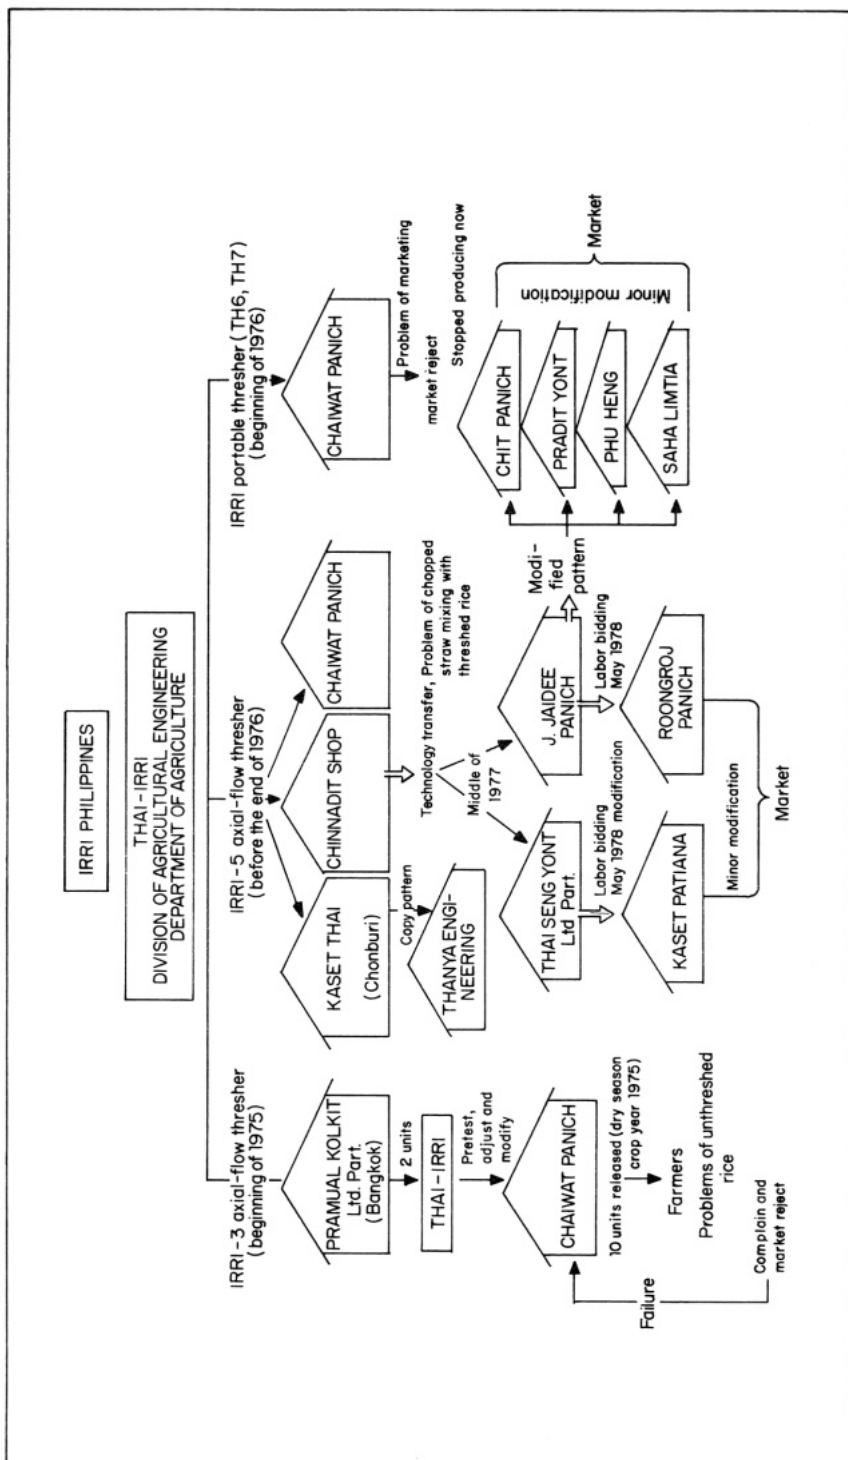 IRRI PHILIPPINES
THAI-IRRI
DIVISION OF AGRICULTURAL ENGINEERING
DEPARTMENT OF AGRICULTURE
IRRI-3 axial-flow thresher
(beginning of 1975)
PRAMUAL KOLKIT
Ltd. Part.
(Bangkok)
2 units
THAI-IRRI
Pretest,
adjust and
modify
CHAIWAT PANICH
10 units released (dry season
crop year 1975)
Farmers
Problems of unthreshed
rice
Complain and
market reject
Failure
IRRI-5 axial-flow thresher
(before the end of 1976)
KASET THAI
(Chonburi)
Copy pattern
THANYA ENGI-
NEERING
CHINNADIT SHOP
CHAIWAT PANICH
Technology transfer, Problem of chopped
straw mixing with
threshed rice
Middle of
1977
THAI SENG YONT
Ltd Part.
Labor bidding
May 1978 modification
KASET PATIANA
J. JAIDEE
PANICH
Labor bidding
May 1978
ROONGROJ
PANICH
Minor modification
Market
Modi-
fied
pattern
IRRI portable thresher (TH6, TH7)
(beginning of 1976)
CHAIWAT PANICH
Problem of marketing
market reject
Stopped producing now
CHIT PANICH
PRADIT YONT
PHU HENG
SAHA LIMTIA
Minor modification
Market